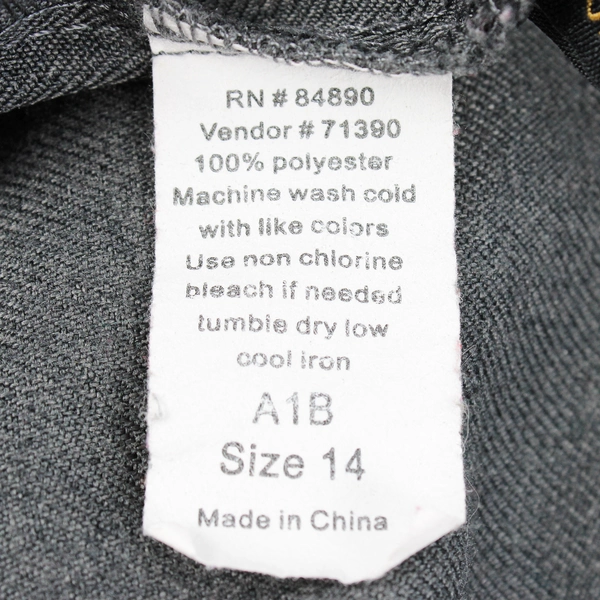 RN # 84890
Vendor # 71390
100% polyester
Machine wash cold
with like colors
Use non chlorine
bleach if needed
tumble dry low
cool iron
A1B
Size 14
Made in China